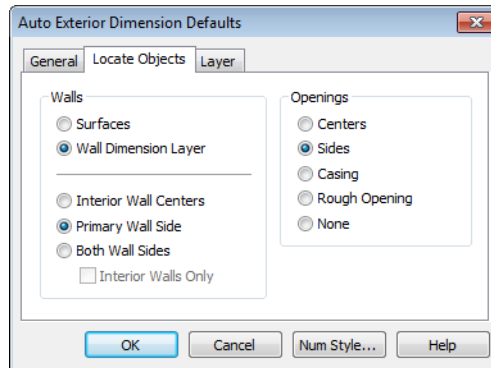 Auto Exterior Dimension Defaults
General
Locate Objects
Layer
Walls
Surfaces
Wall Dimension Layer
Interior Wall Centers
Primary Wall Side
Both Wall Sides
Interior Walls Only
Openings
Centers
Sides
Casing
Rough Opening
None
OK
Cancel
Num Style...
Help